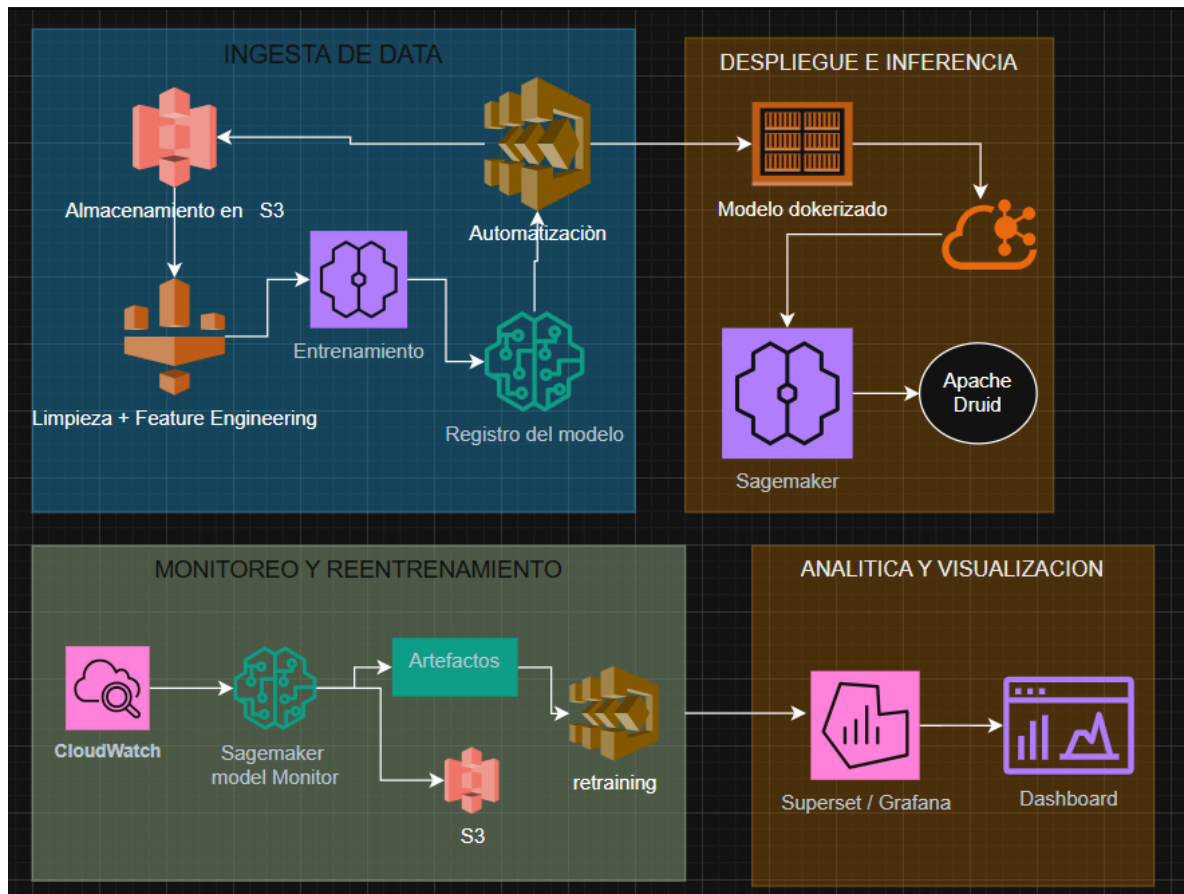 INGESTA DE DATA
Almacenamiento en S3
Automatizaciòn
Entrenamiento
Limpieza + Feature Engineering
Registro del modelo
DESPLIEGUE E INFERENCIA
Modelo dokerizado
Sagemaker
Apache
Druid
MONITOREO Y REENTRENAMIENTO
CloudWatch
Sagemaker
model Monitor
Artefactos
S3
retraining
ANALITICA Y VISUALIZACION
Superset / Grafana
Dashboard